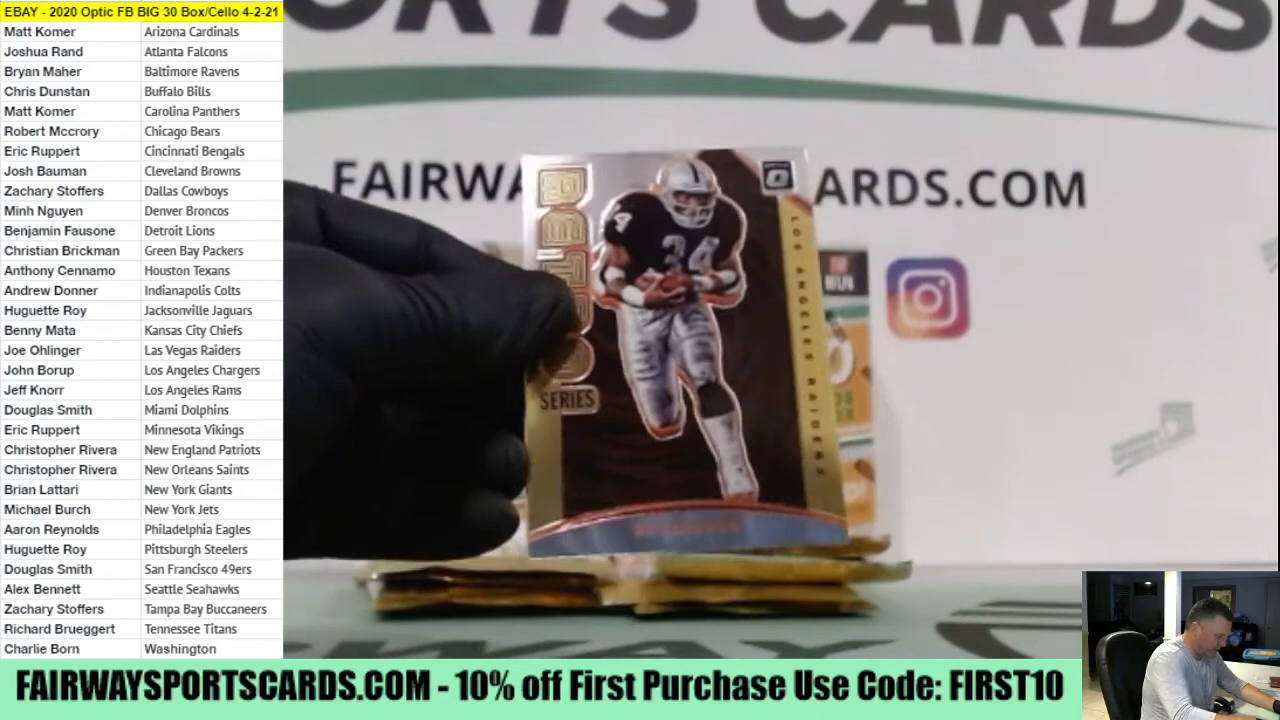 EBAY - 2020 Optic FB BIG 30 Box/Cello 4-2-21
Matt Komer Arizona Cardinals
Joshua Rand Atlanta Falcons
Bryan Maher Baltimore Ravens
Chris Dunstan Buffalo Bills
Matt Komer Carolina Panthers
Robert Mccrory Chicago Bears
Eric Ruppert Cincinnati Bengals
Josh Bauman Cleveland Browns
Zachary Stoffers Dallas Cowboys
Minh Nguyen Denver Broncos
Benjamin Fausone Detroit Lions
Christian Brickman Green Bay Packers
Anthony Cennamo Houston Texans
Andrew Donner Indianapolis Colts
Huguette Roy Jacksonville Jaguars
Benny Mata Kansas City Chiefs
Joe Ohlinger Las Vegas Raiders
John Borup Los Angeles Chargers
Jeff Knorr Los Angeles Rams
Douglas Smith Miami Dolphins
Eric Ruppert Minnesota Vikings
Christopher Rivera New England Patriots
Christopher Rivera New Orleans Saints
Brian Lattari New York Giants
Michael Burch New York Jets
Aaron Reynolds Philadelphia Eagles
Huguette Roy Pittsburgh Steelers
Douglas Smith San Francisco 49ers
Alex Bennett Seattle Seahawks
Zachary Stoffers Tampa Bay Buccaneers
Richard Brueggert Tennessee Titans
Charlie Born Washington
SPORTS CARDS
FAIRW ARDS.COM
SERIES
34
34
LOS ANGELES RAIDERS
FAIRWAYSPORTSCARDS.COM - 10% off First Purchase Use Code: FIRST10